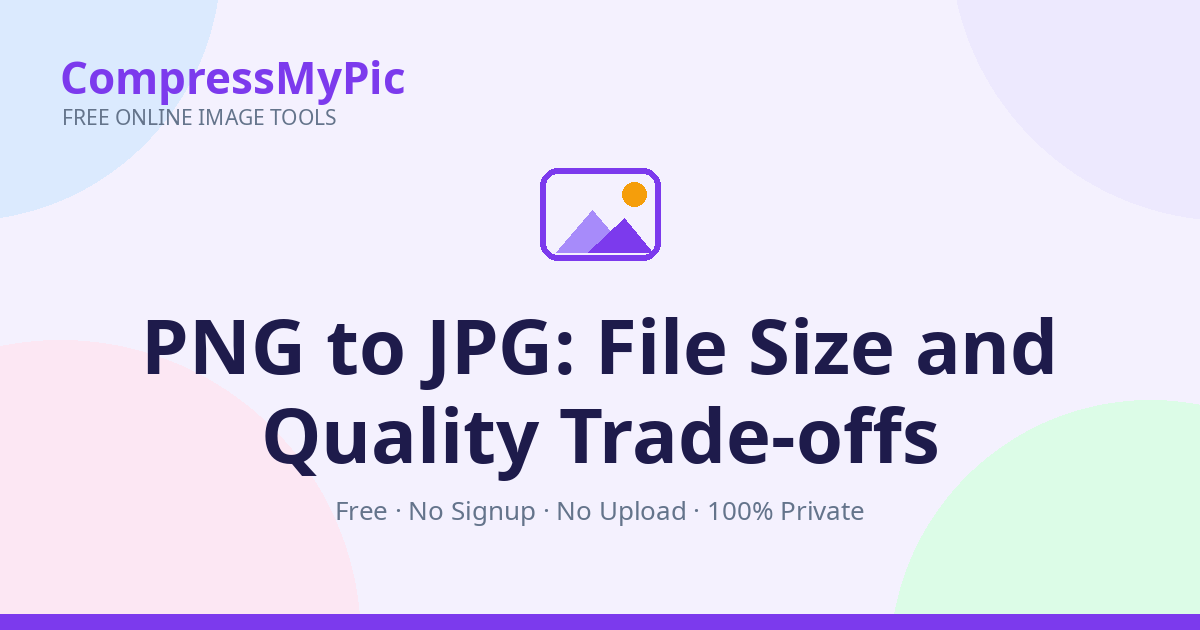 CompressMyPic
FREE ONLINE IMAGE TOOLS
PNG to JPG: File Size and
Quality Trade-offs
Free · No Signup · No Upload · 100% Private